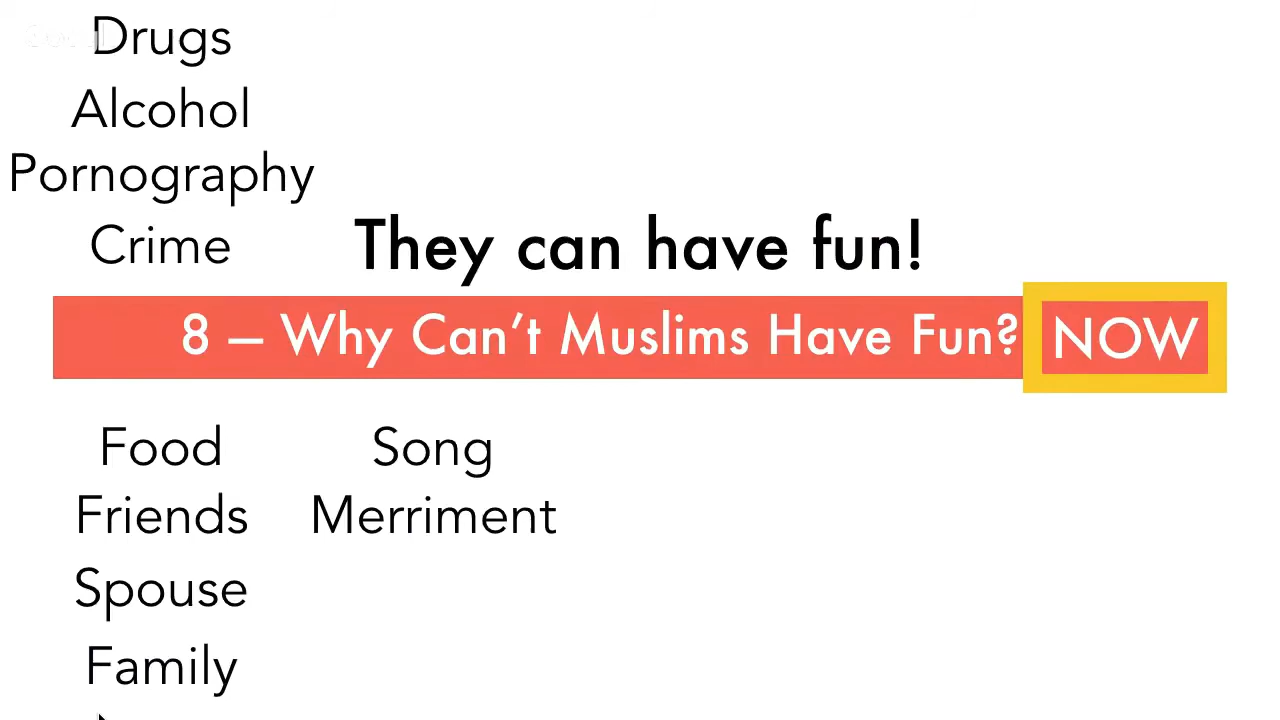 Drugs
Alcohol
Pornography
Crime
They can have fun!
8 – Why Can’t Muslims Have Fun?
NOW
Food
Song
Friends
Merriment
Spouse
Family